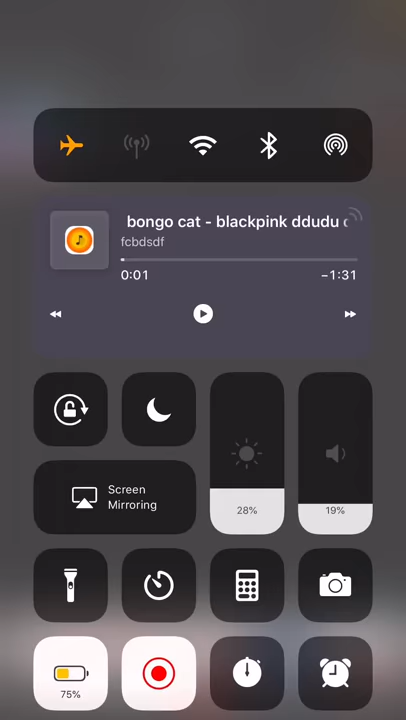 bongo cat - blackpink ddudu
fcbdsdf
0:01
−1:31
Screen
Mirroring
28%
19%
75%